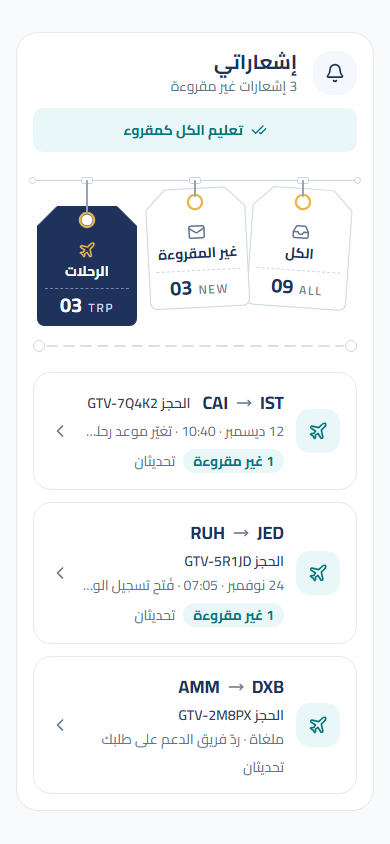 إشعاراتي
3 إشعارات غير مقروءة
تعليم الكل كمقروء
الكل
09 ALL
غير المقروءة
03 NEW
الرحلات
03 TRP
CAI → IST الحجز GTV-7Q4K2
12 ديسمبر · 10:40 · تغيّر موعد رحلـ...
1 غير مقروءة تحديثان
RUH → JED
الحجز GTV-5R1JD
24 نوفمبر · 07:05 · فُتح تسجيل الو...
1 غير مقروءة تحديثان
AMM → DXB
الحجز GTV-2M8PX
ملغاة · ردّ فريق الدعم على طلبك
تحديثان